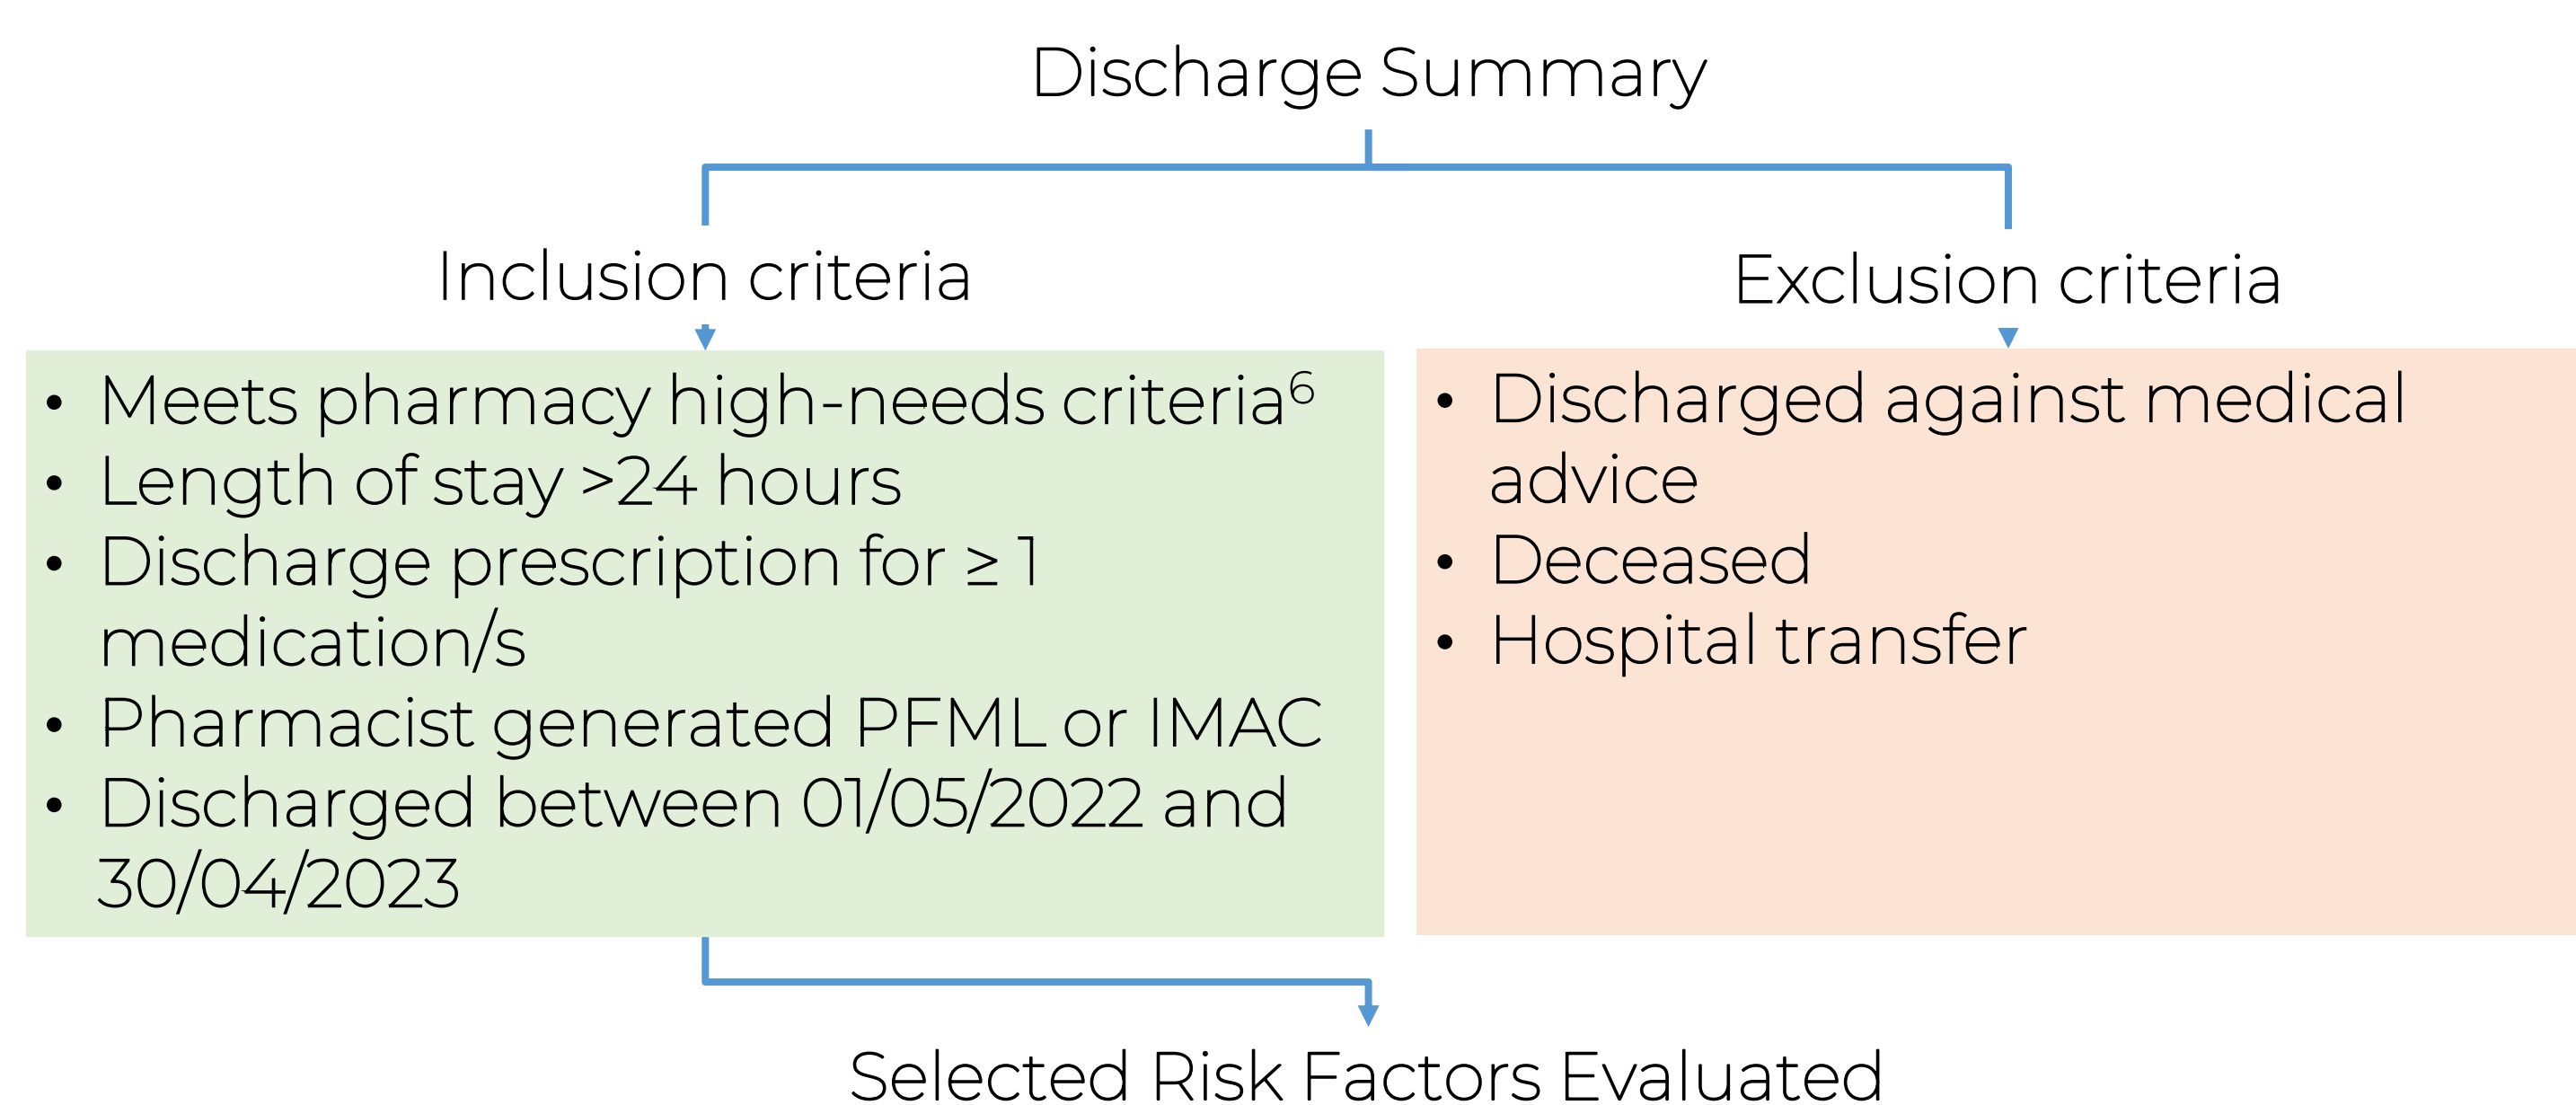 Discharge Summary
Inclusion criteria
• Meets pharmacy high-needs criteria⁶
• Length of stay >24 hours
• Discharge prescription for ≥ 1
medication/s
• Pharmacist generated PFML or IMAC
• Discharged between 01/05/2022 and
30/04/2023
Exclusion criteria
• Discharged against medical
advice
• Deceased
• Hospital transfer
Selected Risk Factors Evaluated